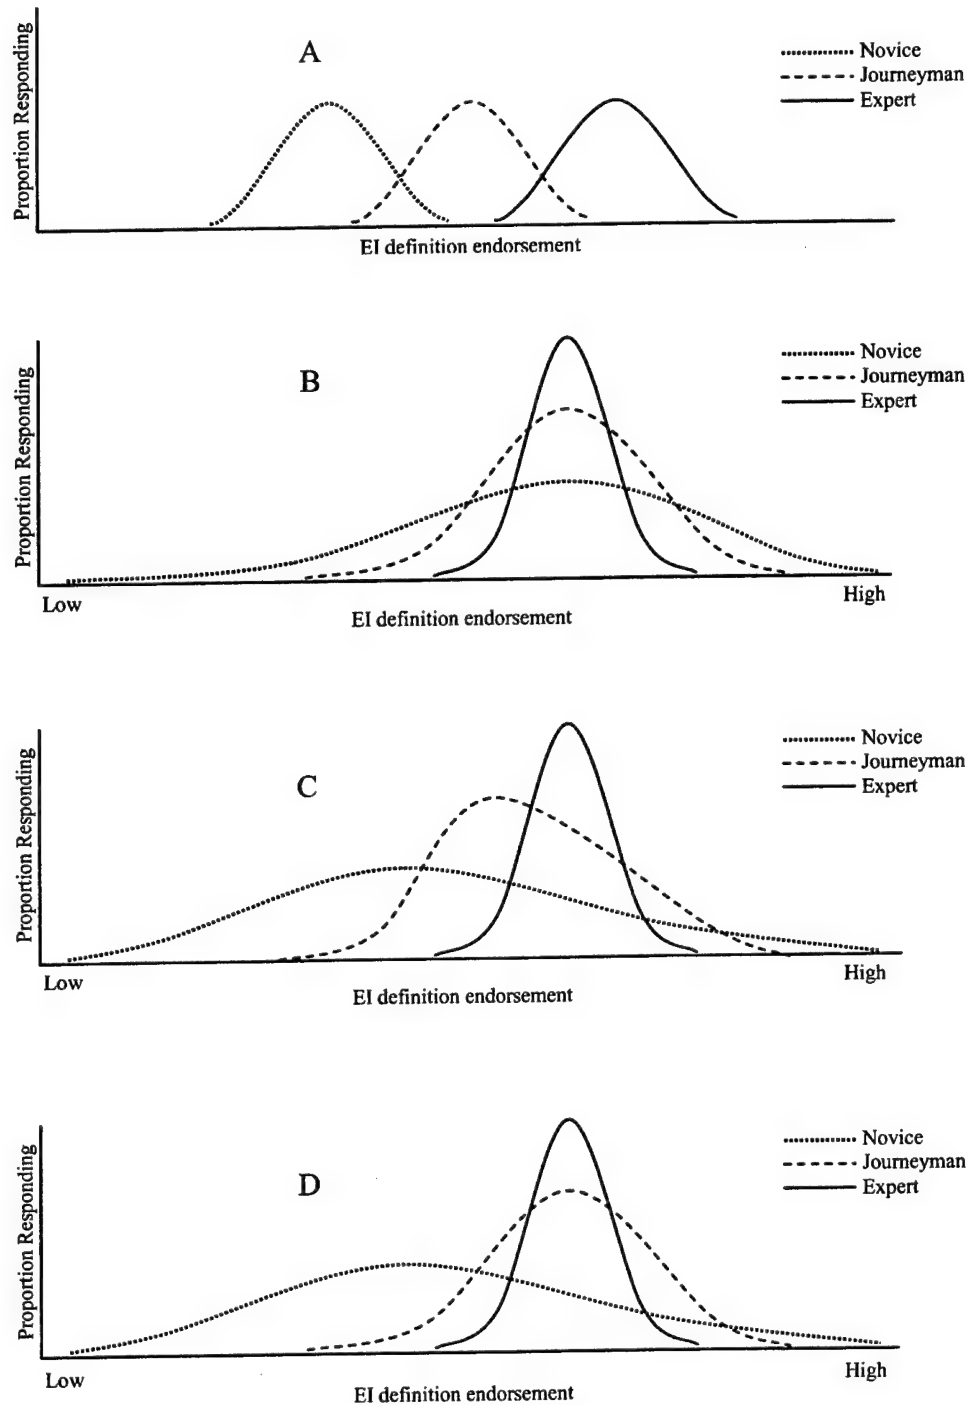 A
Novice
Journeyman
Expert
Proportion Responding
EI definition endorsement
B
Novice
Journeyman
Expert
Proportion Responding
Low
High
EI definition endorsement
C
Novice
Journeyman
Expert
Proportion Responding
Low
High
EI definition endorsement
D
Novice
Journeyman
Expert
Proportion Responding
Low
High
EI definition endorsement